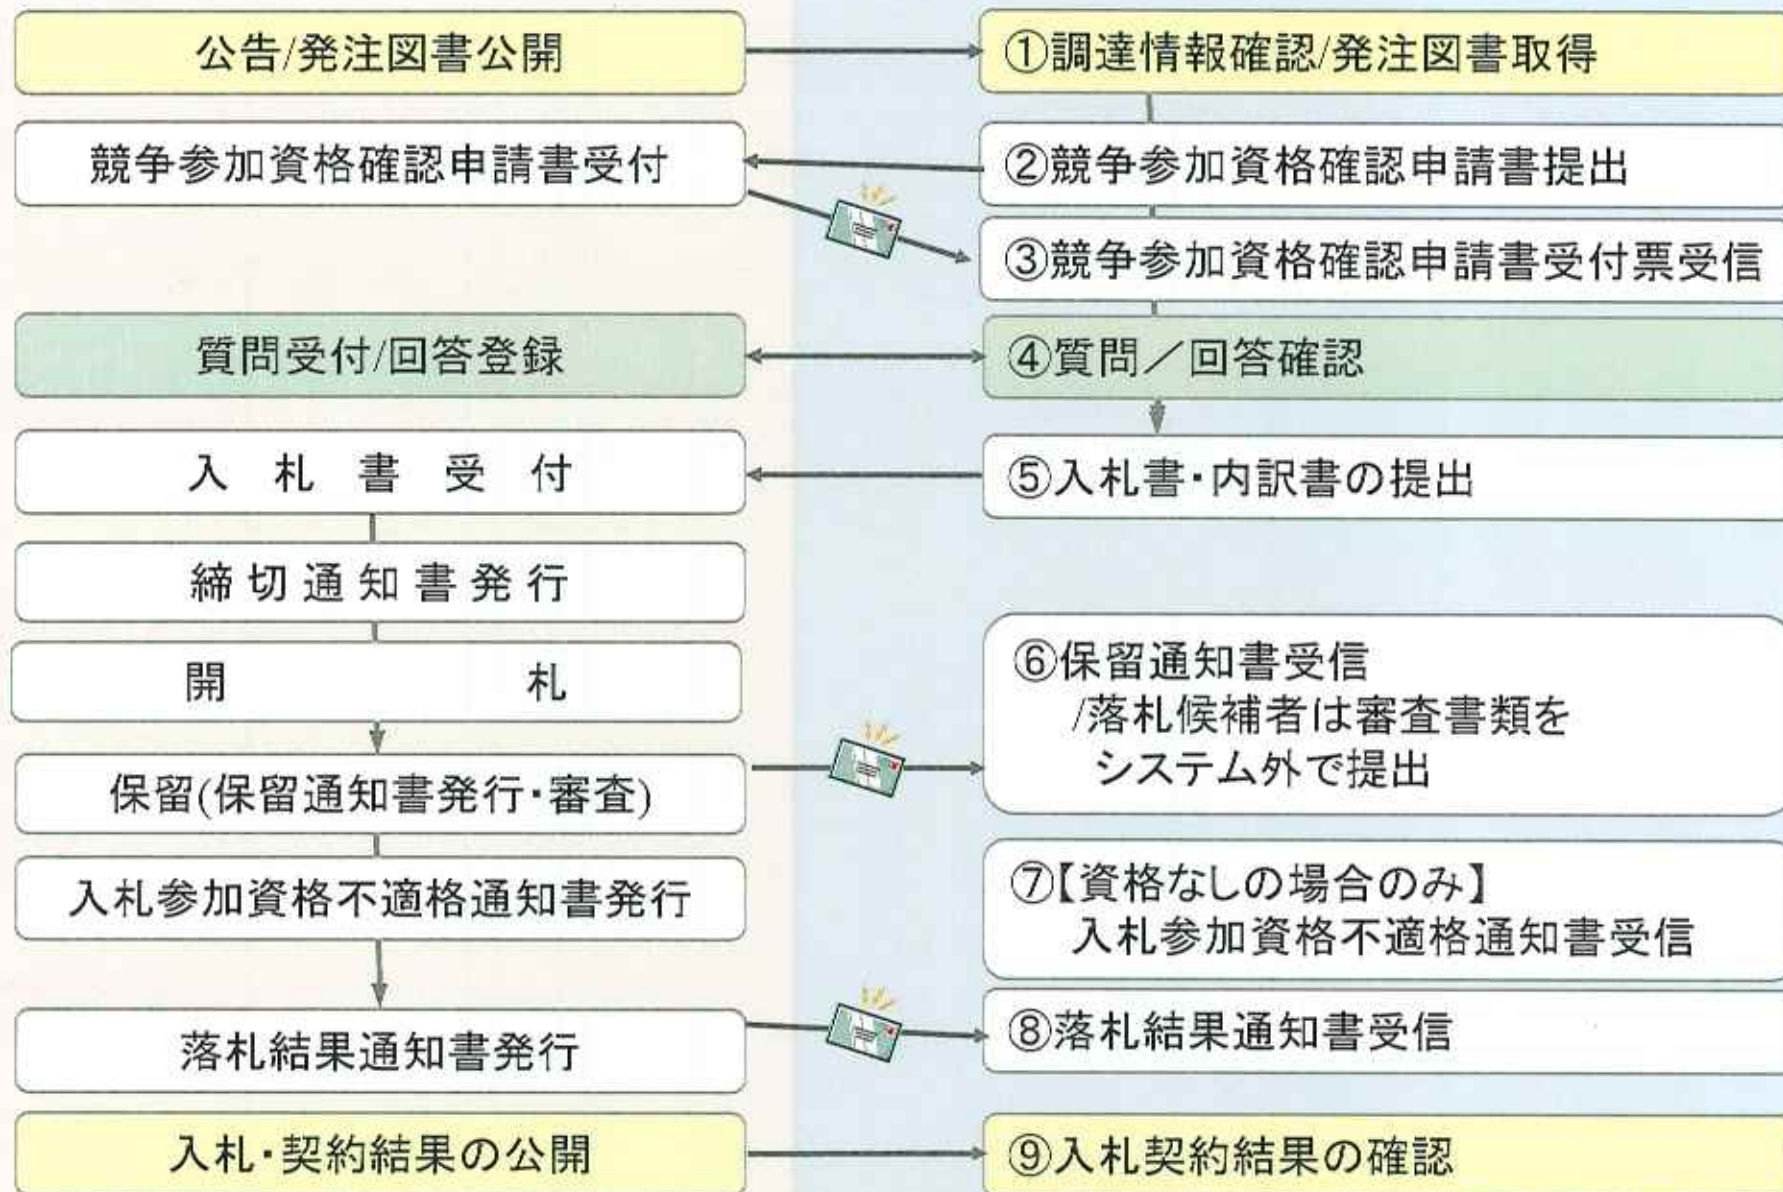 公告/発注図書公開
①調達情報確認/発注図書取得
競争参加資格確認申請書受付
②競争参加資格確認申請書提出
③競争参加資格確認申請書受付票受信
質問受付/回答登録
④質問／回答確認
入札書受付
⑤入札書・内訳書の提出
締切通知書発行
開札
⑥保留通知書受信
/落札候補者は審査書類を
システム外で提出
保留(保留通知書発行・審査)
入札参加資格不適格通知書発行
⑦【資格なしの場合のみ】
入札参加資格不適格通知書受信
落札結果通知書発行
⑧落札結果通知書受信
入札・契約結果の公開
⑨入札契約結果の確認